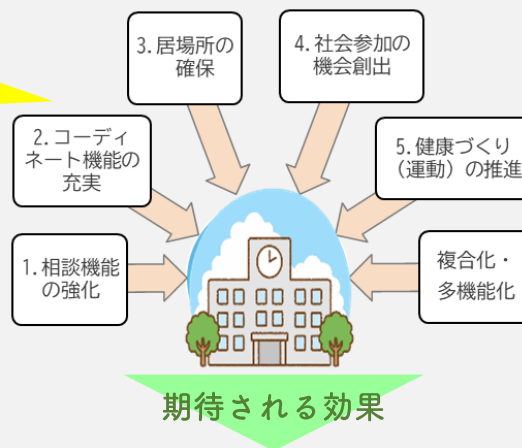 3.居場所の
確保
4.社会参加の
機会創出
2.コーディ
ネート機能の
充実
5.健康づくり
（運動）の推進
1.相談機能
の強化
複合化・
多機能化
期待される効果